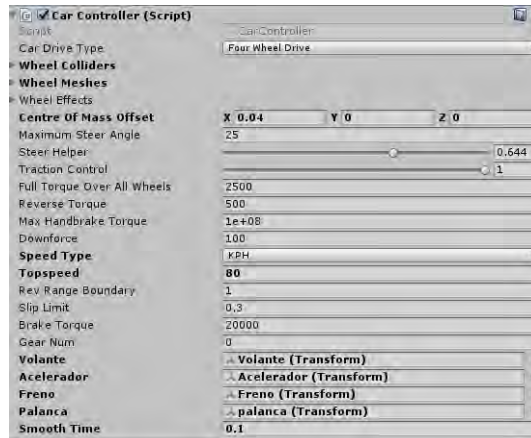 Car Controller (Script)
Script CarController
Car Drive Type Four Wheel Drive
Wheel Colliders
Wheel Meshes
Wheel Effects
Centre Of Mass Offset X 0.04 Y 0 Z 0
Maximum Steer Angle 25
Steer Helper 0.644
Traction Control 1
Full Torque Over All Wheels 2500
Reverse Torque 500
Max Handbrake Torque 1e+08
Downforce 100
Speed Type KPH
Topspeed 80
Rev Range Boundary 1
Slip Limit 0.3
Brake Torque 20000
Gear Num 0
Volante Volante (Transform)
Acelerador Acelerador (Transform)
Freno Freno (Transform)
Palanca palanca (Transform)
Smooth Time 0.1